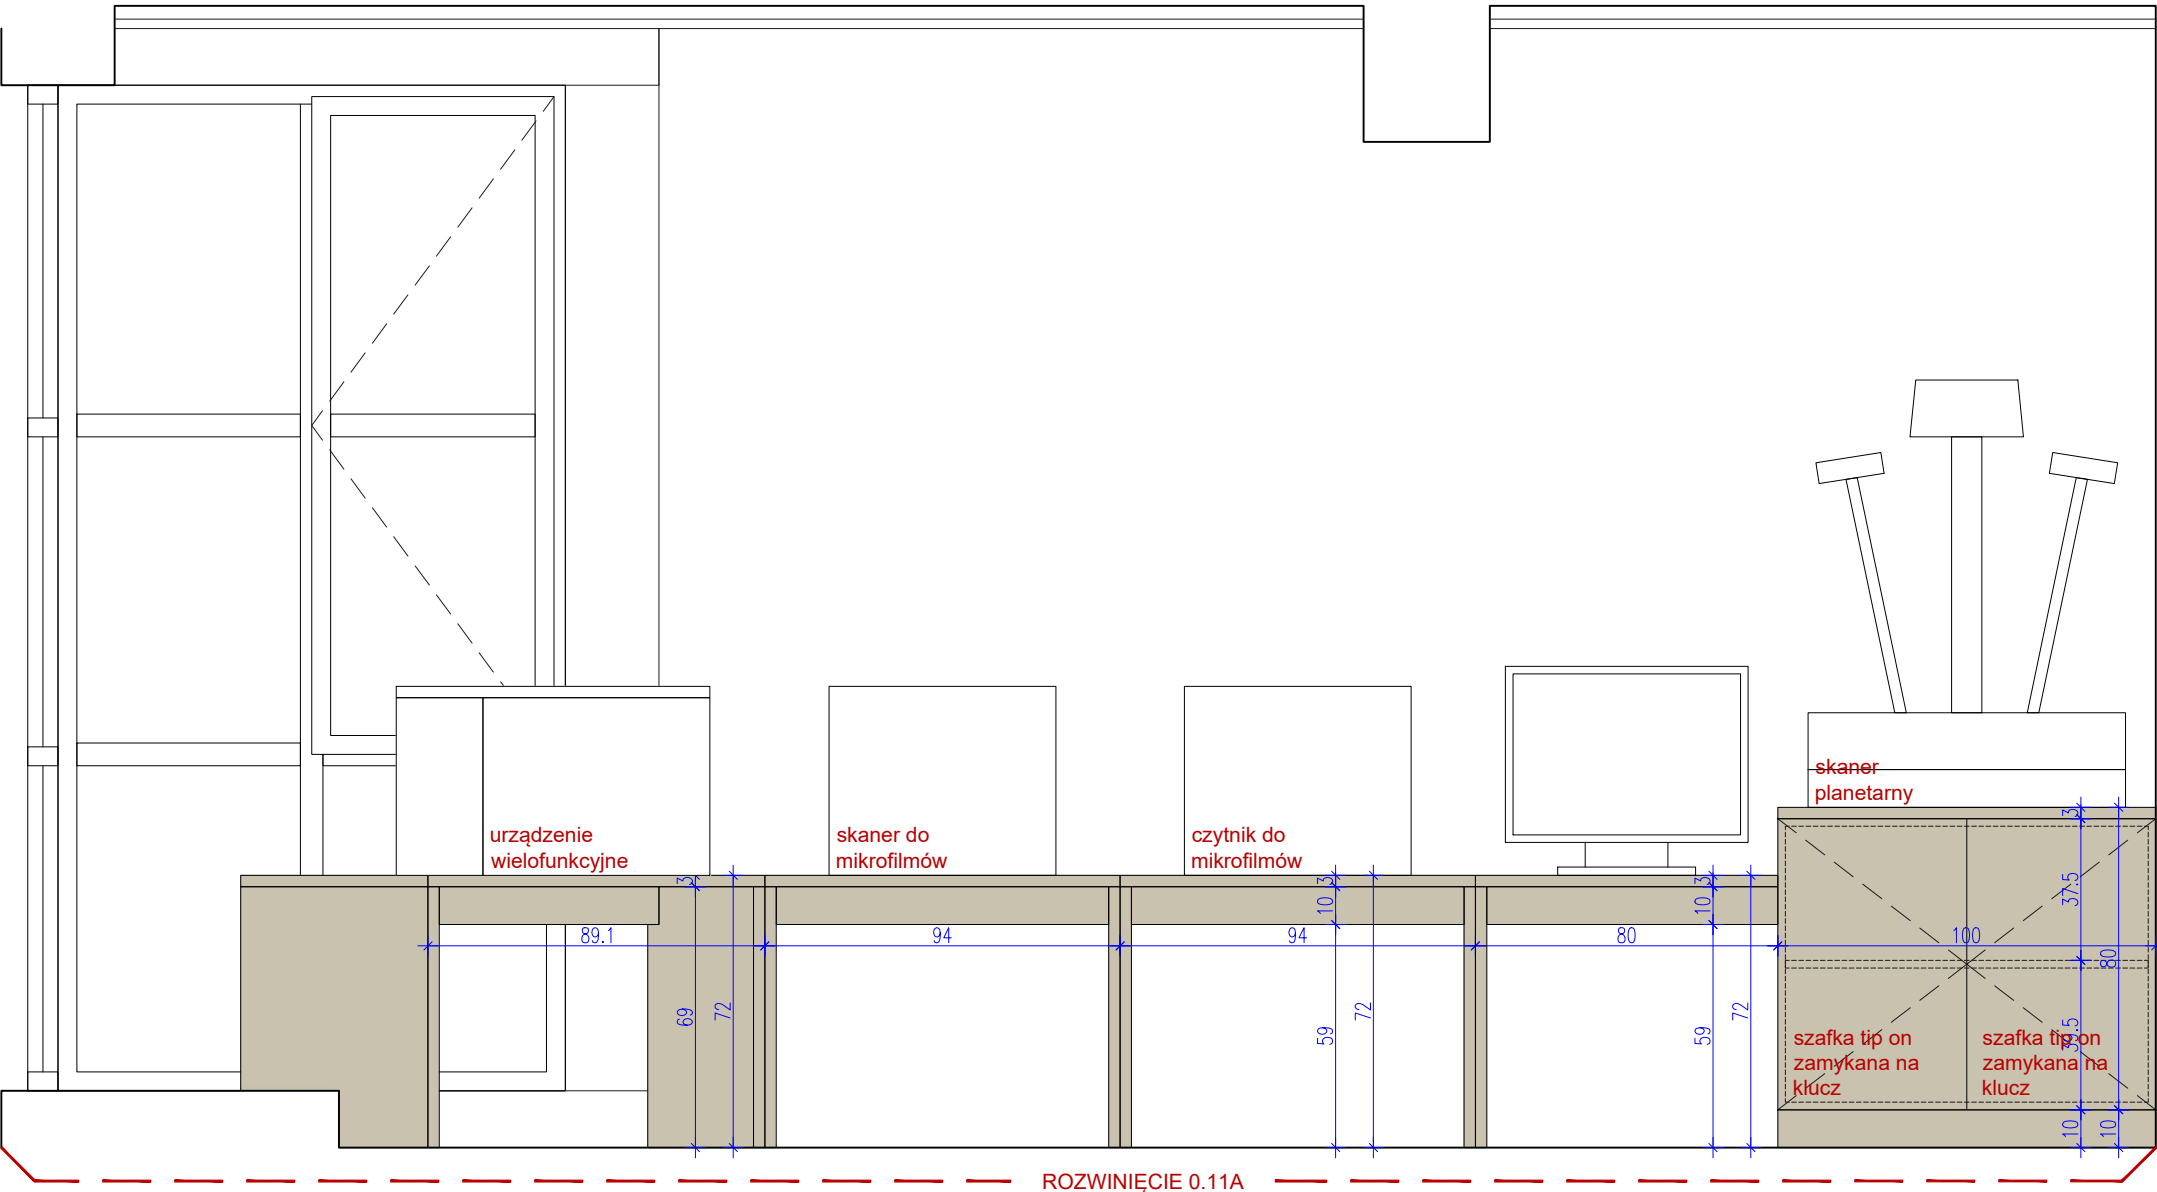 skaner
planetarny
urządzenie
wielofunkcyjne
skaner do
mikrofilmów
czytnik do
mikrofilmów
3
3
3
3
10
10
37.5
89.1
94
94
80
100
80
69
72
59
72
59
72
szafka tip on
zamykana na
klucz
szafka tip on
zamykana na
klucz
10
10
ROZWINIĘCIE 0.11A